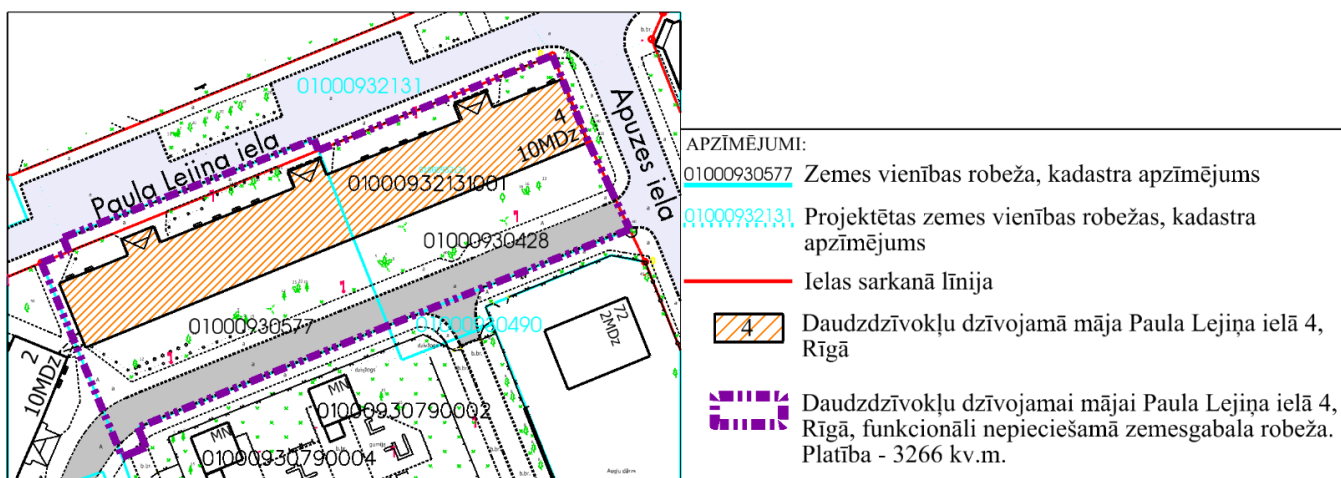 01000932131
Paula Lejiņa iela
Apuzes iela
4
10MDz
01000932131001
01000930428
01000930577
01000930490
2
10MDz
72
2MDz
MN
01000930790002
MN
01000930790004
APZĪMĒJUMI:
01000930577 Zemes vienības robeža, kadastra apzīmējums
01000932131 Projektētas zemes vienības robežas, kadastra
apzīmējums
Ielas sarkanā līnija
4 Daudzdzīvokļu dzīvojamā māja Paula Lejiņa ielā 4,
Rīgā
Daudzdzīvokļu dzīvojamai mājai Paula Lejiņa ielā 4,
Rīgā, funkcionāli nepieciešamā zemesgabala robeža.
Platība - 3266 kv.m.